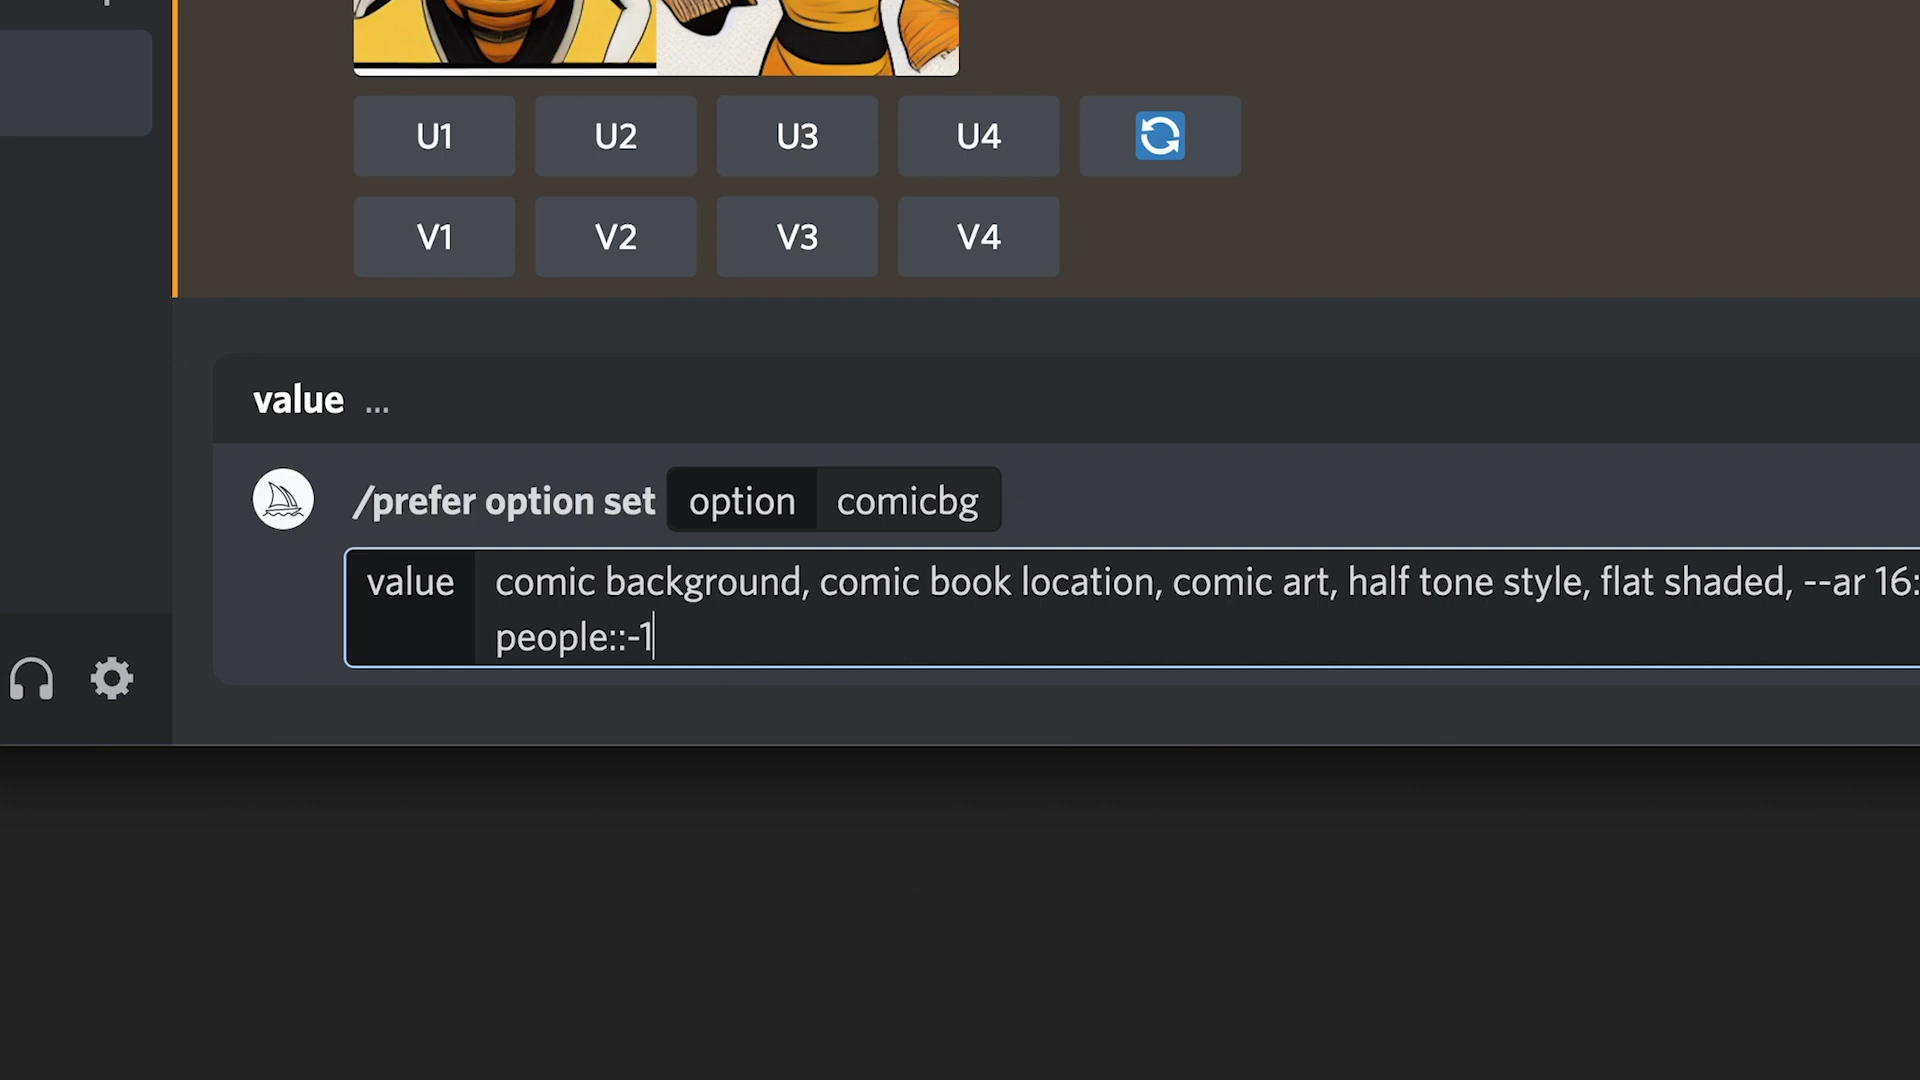 U1 U2 U3 U4
V1 V2 V3 V4
value ...
/prefer option set option comicbg
value comic background, comic book location, comic art, half tone style, flat shaded, --ar 16:
people::-1